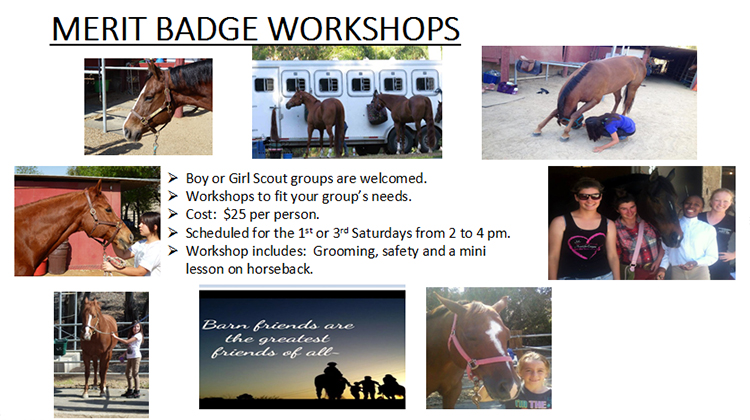 MERIT BADGE WORKSHOPS
➢ Boy or Girl Scout groups are welcomed.
➢ Workshops to fit your group's needs.
➢ Cost:  $25 per person.
➢ Scheduled for the 1st or 3rd Saturdays from 2 to 4 pm.
➢ Workshop includes:  Grooming, safety and a mini
lesson on horseback.
Barn friends are
the greatest
friends of all~